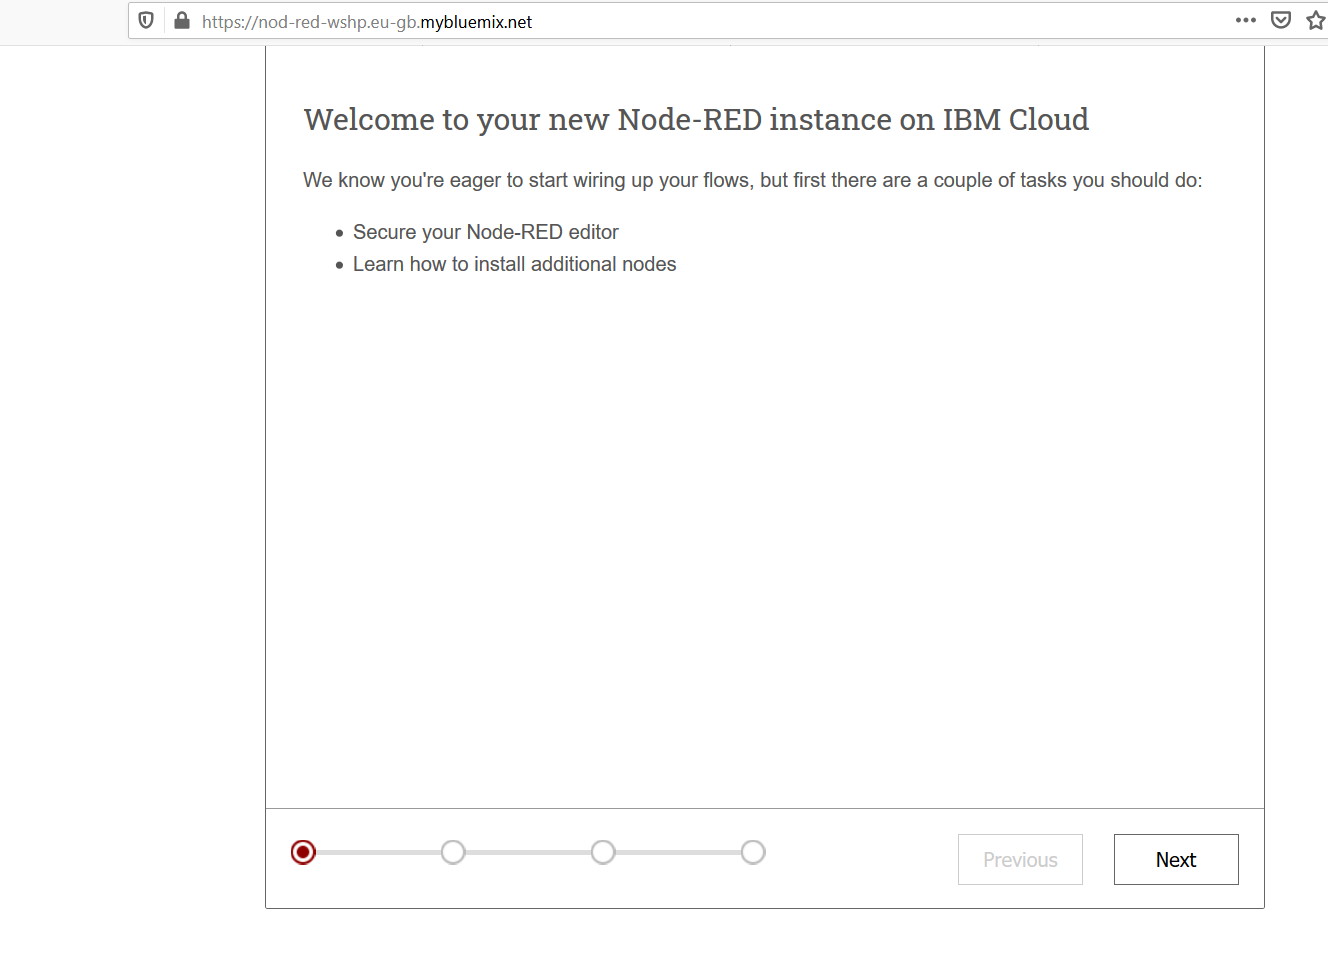 https://nod-red-wshp.eu-gb.mybluemix.net
Welcome to your new Node-RED instance on IBM Cloud
We know you're eager to start wiring up your flows, but first there are a couple of tasks you should do:
Secure your Node-RED editor
Learn how to install additional nodes
Previous
Next